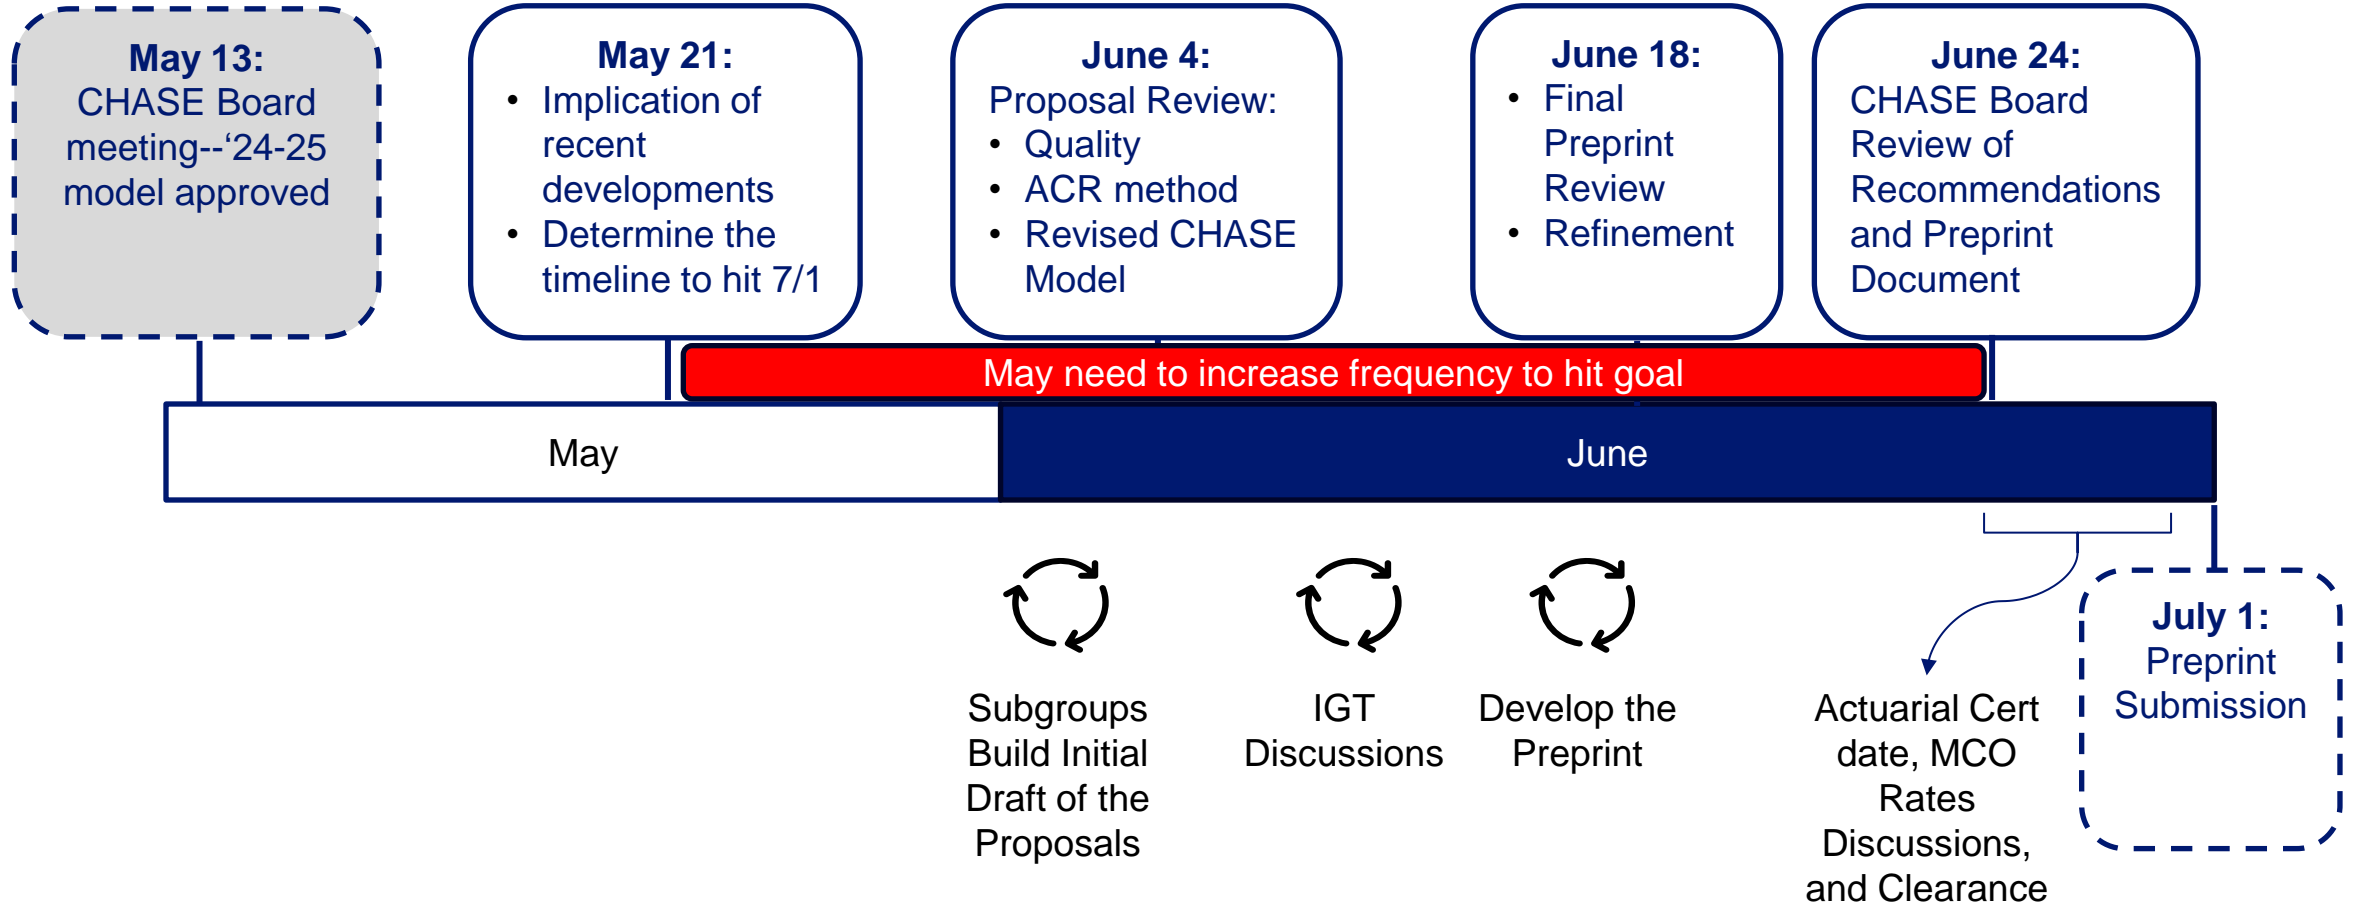 May 13:
CHASE Board
meeting--‘24-25
model approved
May 21:
• Implication of
recent
developments
• Determine the
timeline to hit 7/1
June 4:
Proposal Review:
• Quality
• ACR method
• Revised CHASE
Model
June 18:
• Final
Preprint
Review
• Refinement
June 24:
CHASE Board
Review of
Recommendations
and Preprint
Document
May need to increase frequency to hit goal
May
June
Subgroups
Build Initial
Draft of the
Proposals
IGT
Discussions
Develop the
Preprint
Actuarial Cert
date, MCO
Rates
Discussions,
and Clearance
July 1:
Preprint
Submission